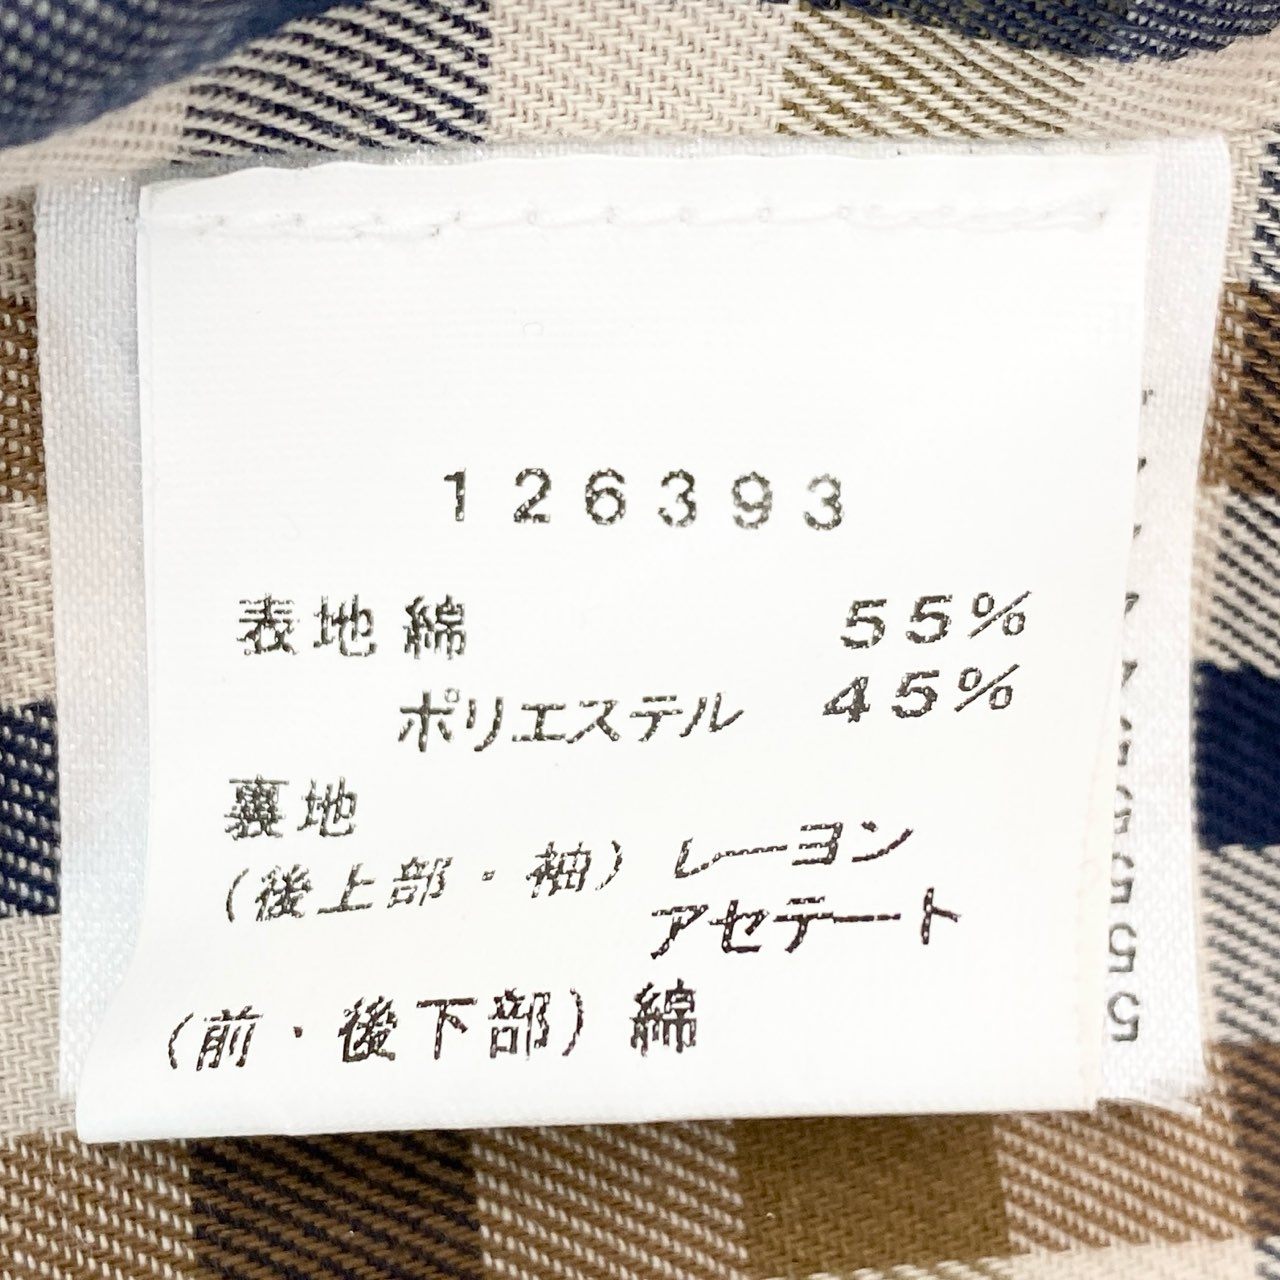 126393
表地 綿 55%
ポリエステル 45%
裏地
(後上部・袖) レーヨン
アセテート
(前・後下部) 綿